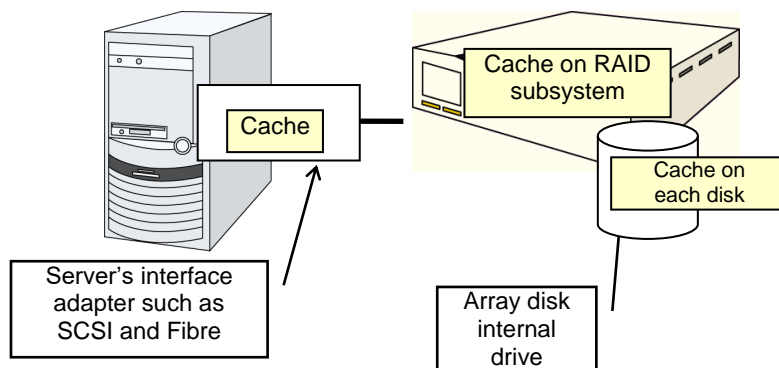 Cache on RAID
subsystem
Cache
Cache on
each disk
Server's interface
adapter such as
SCSI and Fibre
Array disk
internal
drive